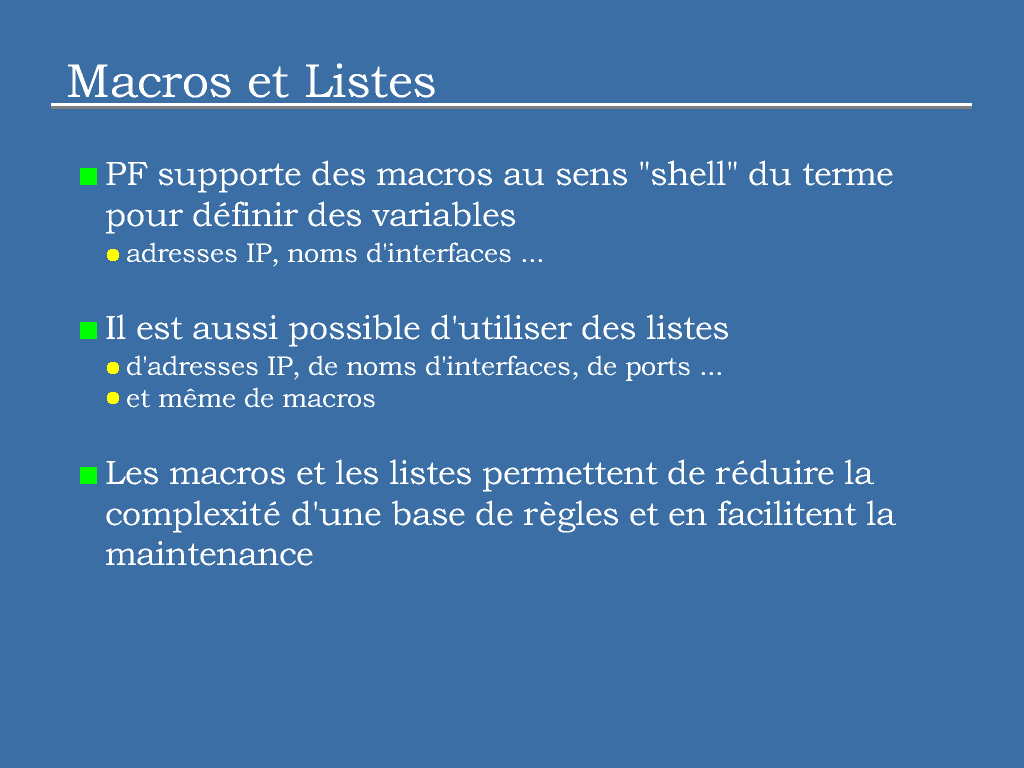 Macros et Listes
PF supporte des macros au sens "shell" du terme
pour définir des variables
adresses IP, noms d'interfaces ...
Il est aussi possible d'utiliser des listes
d'adresses IP, de noms d'interfaces, de ports ...
et même de macros
Les macros et les listes permettent de réduire la
complexité d'une base de règles et en facilitent la
maintenance